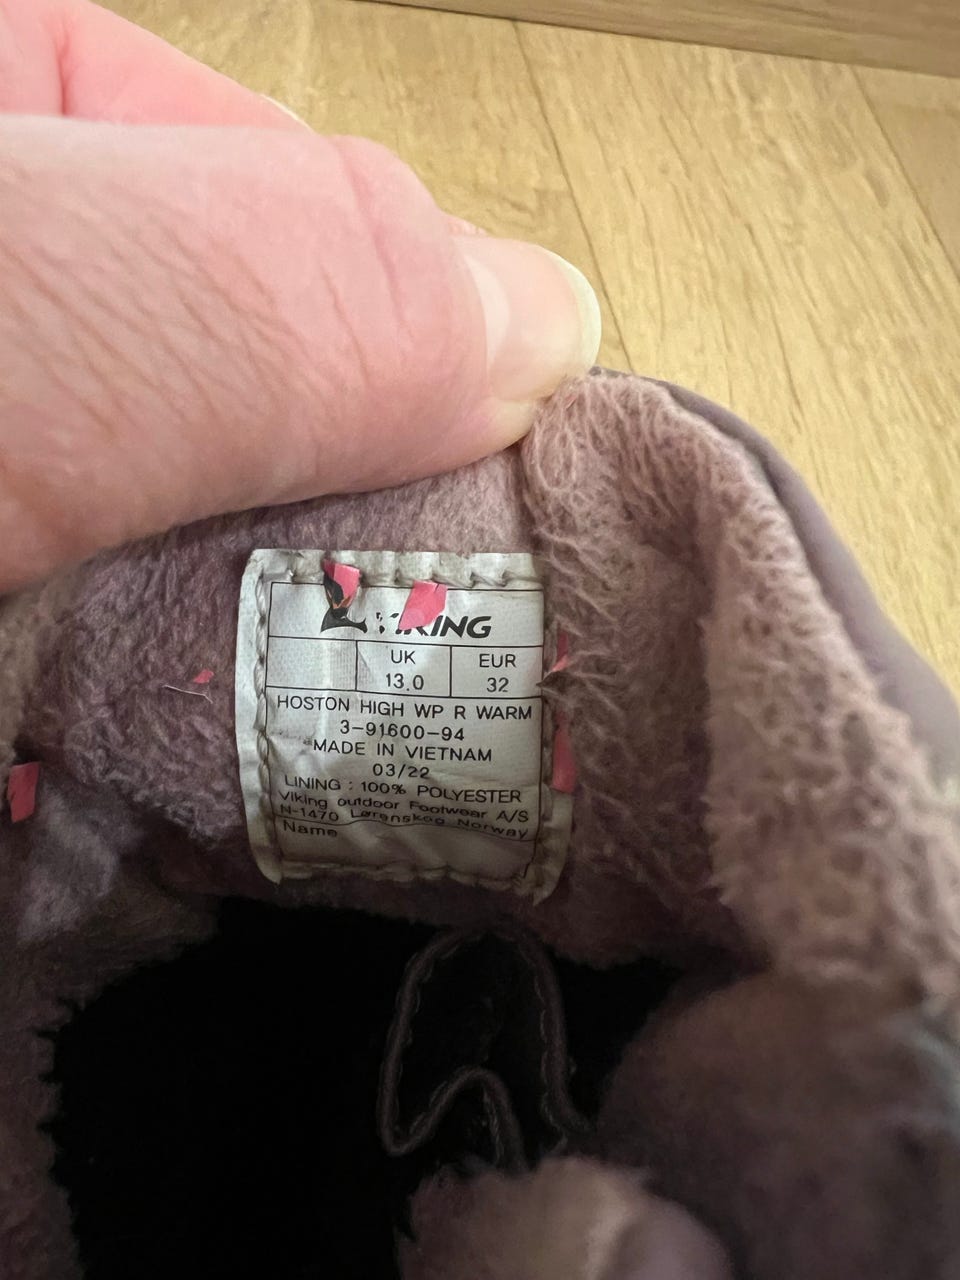 VIKING
UK EUR
13.0 32
HOSTON HIGH WP R WARM
3-91600-94
MADE IN VIETNAM
03/22
LINING : 100% POLYESTER
Viking outdoor Footwear A/S
N-1470 Lørenskog Norway
Name